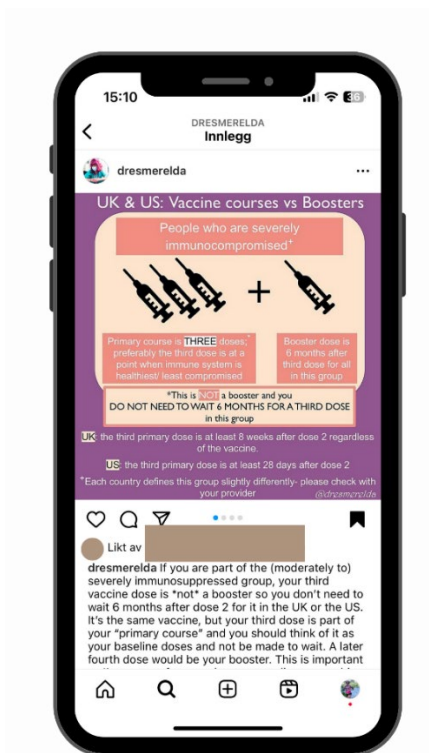 15:10
36
DRESMERELDA
Innlegg
dresmerelda
UK & US: Vaccine courses vs Boosters
People who are severely
immunocompromised+
+
Primary course is THREE doses;*
preferably the third dose is at a
point when immune system is
healthiest/ least compromised
Booster dose is
6 months after
third dose for all
in this group
*This is NOT a booster and you
DO NOT NEED TO WAIT 6 MONTHS FOR A THIRD DOSE
in this group
UK: the third primary dose is at least 8 weeks after dose 2 regardless
of the vaccine.
US: the third primary dose is at least 28 days after dose 2
+Each country defines this group slightly differently- please check with
your provider
@dresmerelda
Likt av
dresmerelda If you are part of the (moderately to)
severely immunosuppressed group, your third
vaccine dose is *not* a booster so you don't need to
wait 6 months after dose 2 for it in the UK or the US.
It's the same vaccine, but your third dose is part of
your "primary course" and you should think of it as
your baseline doses and not be made to wait. A later
fourth dose would be your booster. This is important